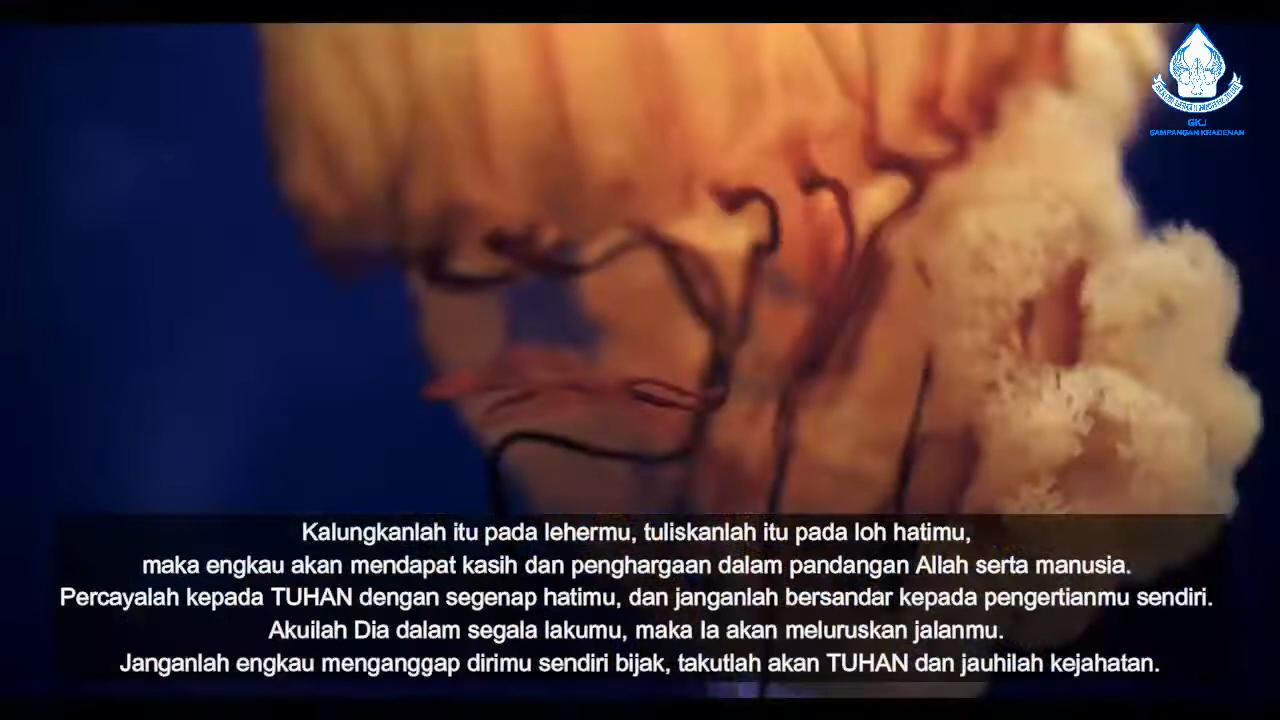 GKJ
SAMPANGAN KRADENAN
Kalungkanlah itu pada lehermu, tuliskanlah itu pada loh hatimu,
maka engkau akan mendapat kasih dan penghargaan dalam pandangan Allah serta manusia.
Percayalah kepada TUHAN dengan segenap hatimu, dan janganlah bersandar kepada pengertianmu sendiri.
Akuilah Dia dalam segala lakumu, maka Ia akan meluruskan jalanmu.
Janganlah engkau menganggap dirimu sendiri bijak, takutlah akan TUHAN dan jauhilah kejahatan.